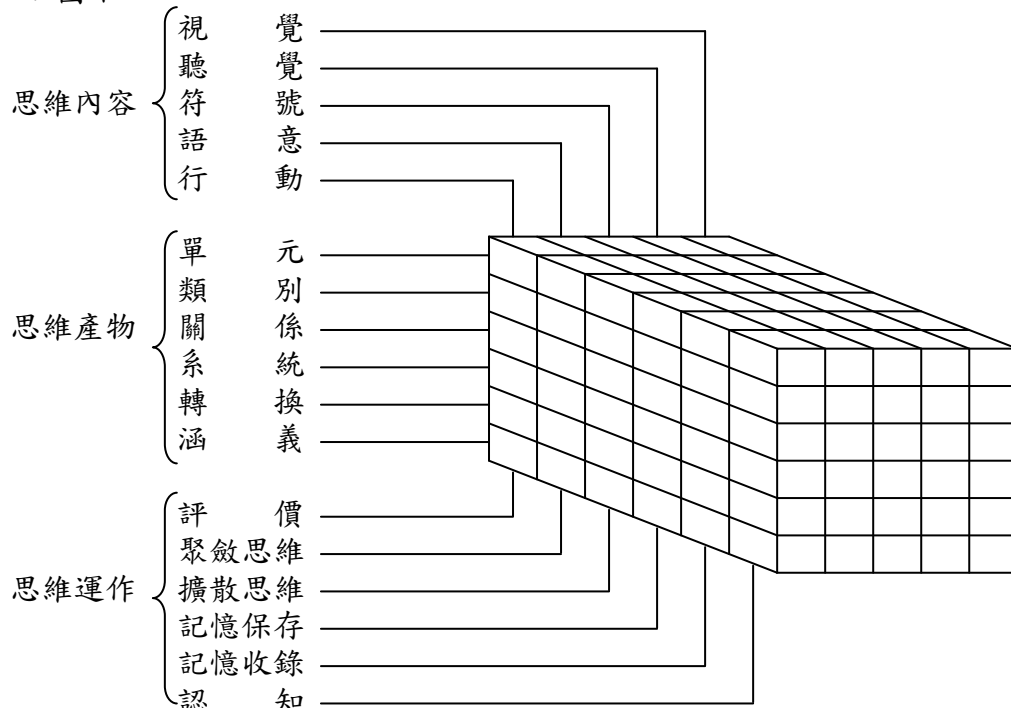 思維內容
視覺
聽覺
符號
語意
行動
思維產物
單元
類別
關係
系統
轉換
涵義
思維運作
評價
聚斂思維
擴散思維
記憶保存
記憶收錄
認知